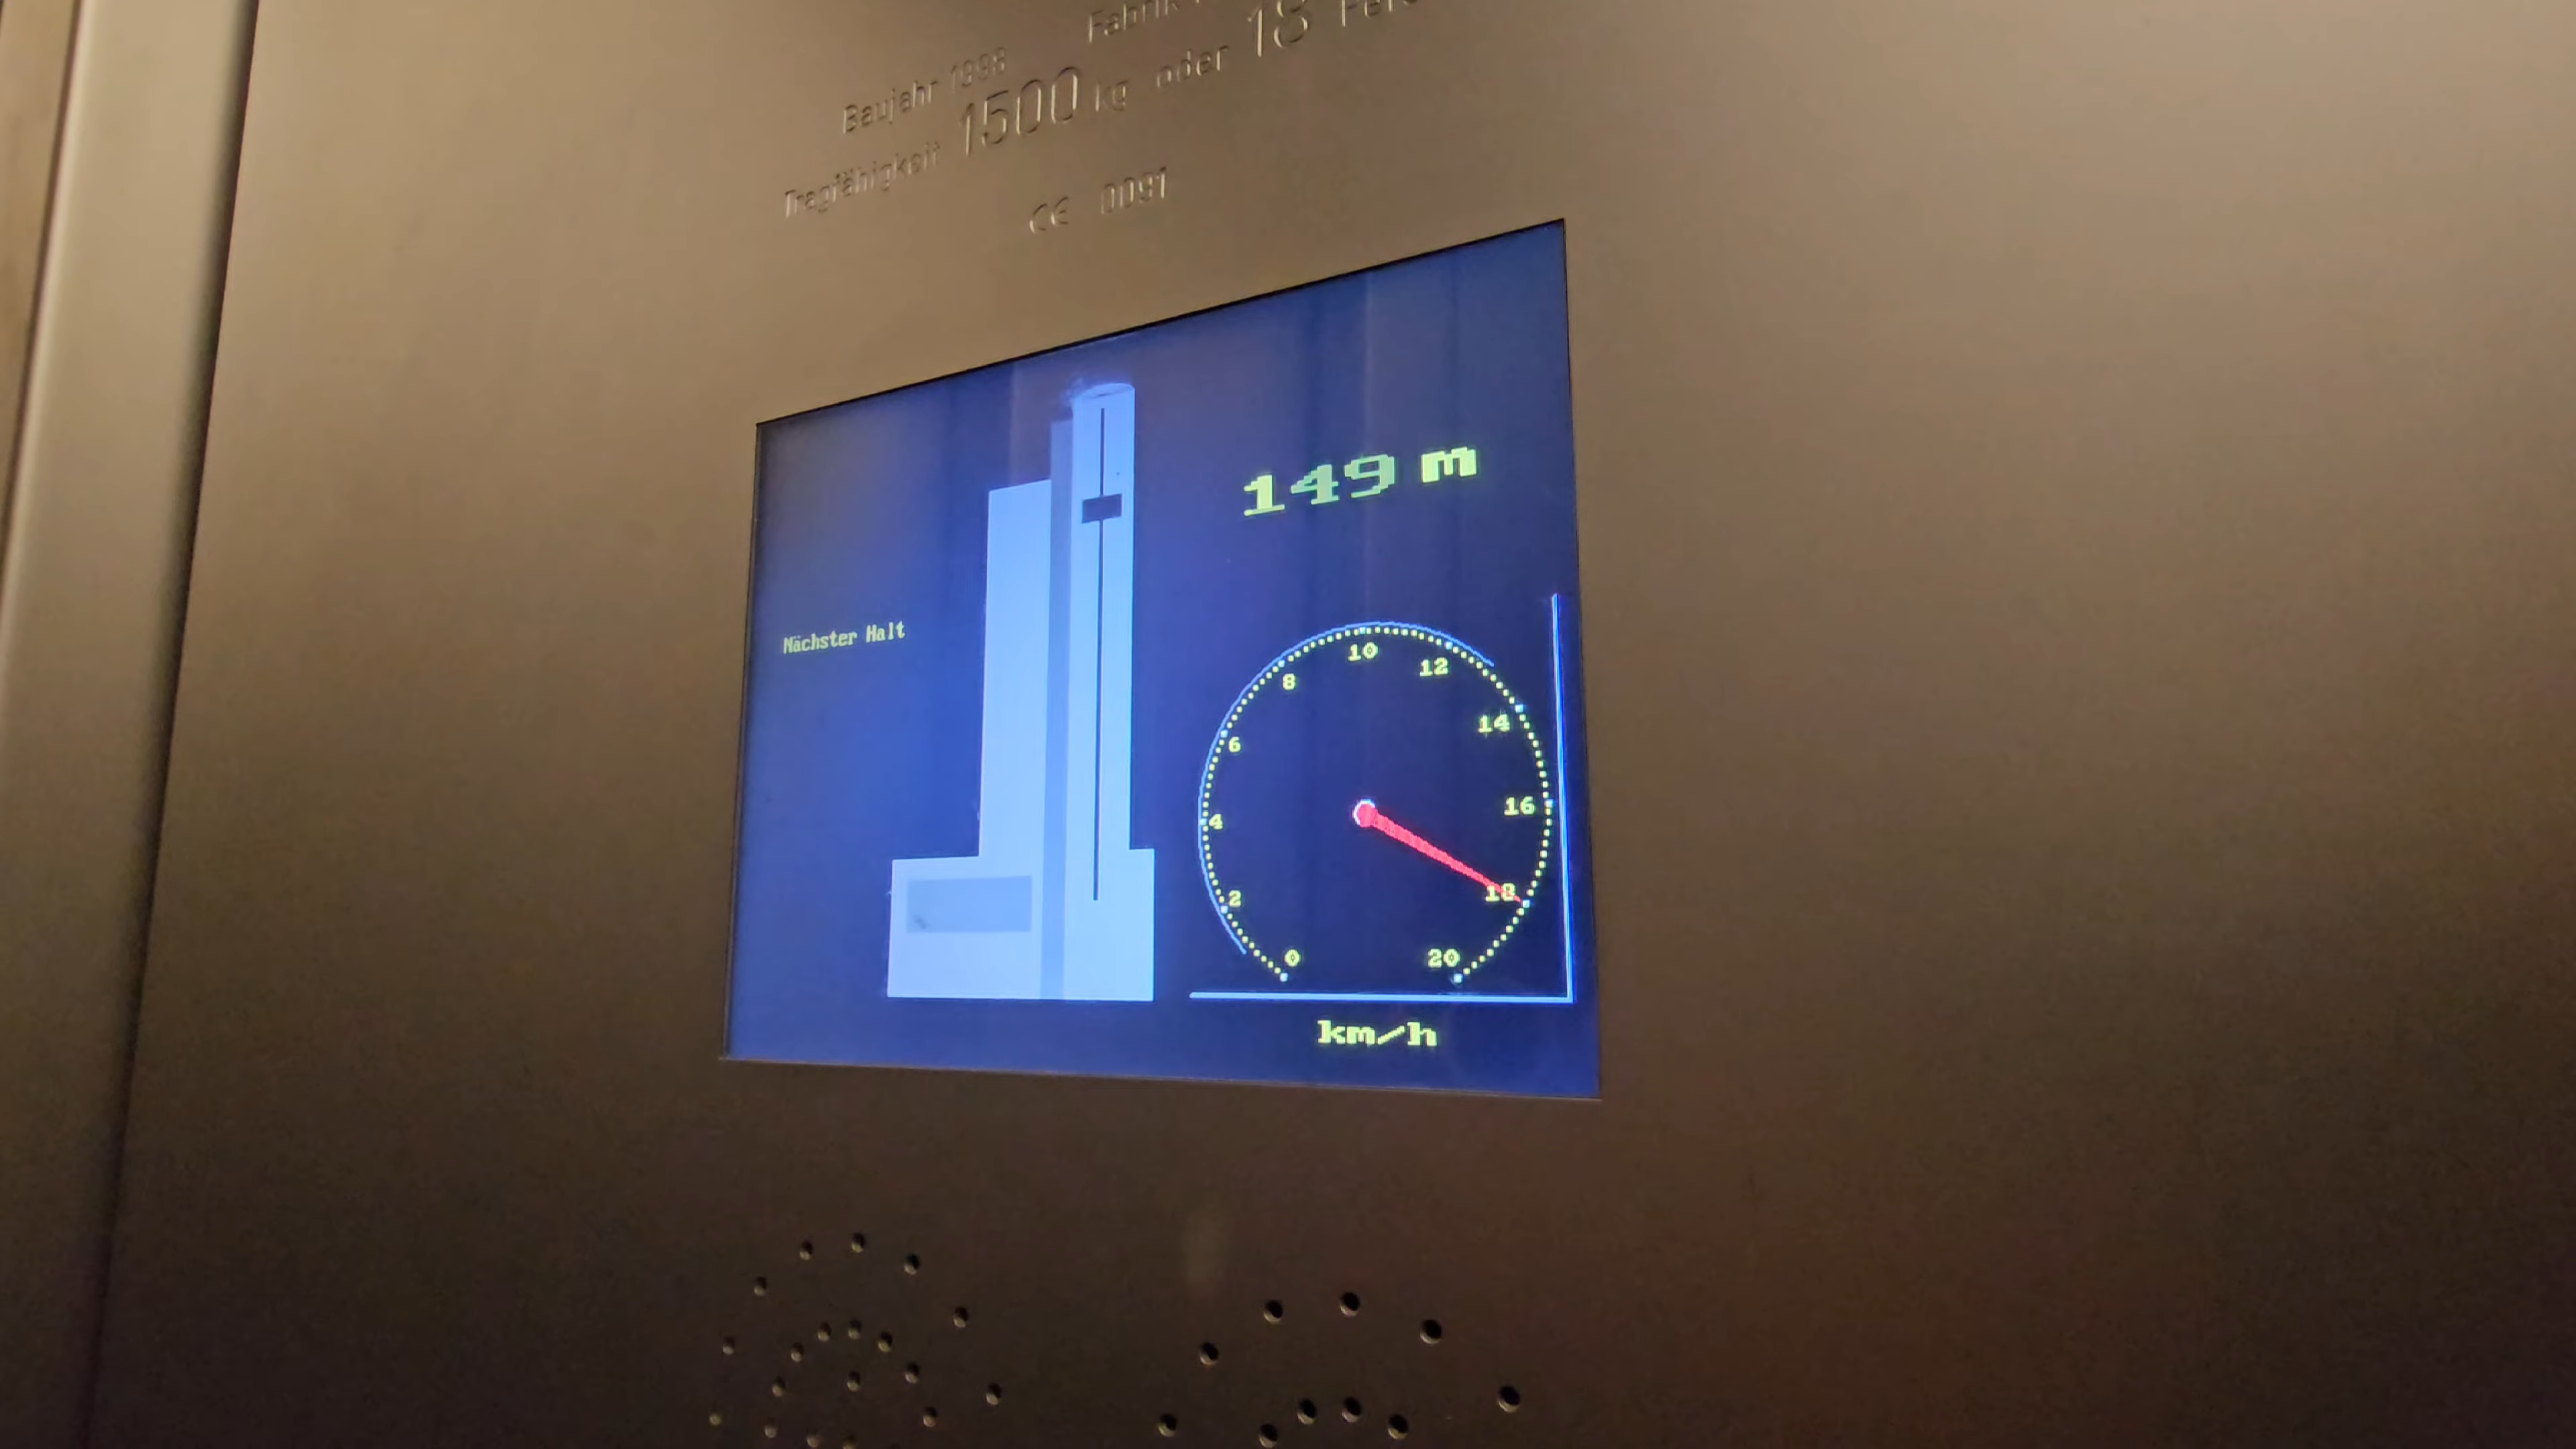 Fabrik
Baujahr 1998
Tragfähigkeit 1500 kg oder 18
CE 0091
149 m
Nächster Halt
0
2
4
6
8
10
12
14
16
18
20
km/h